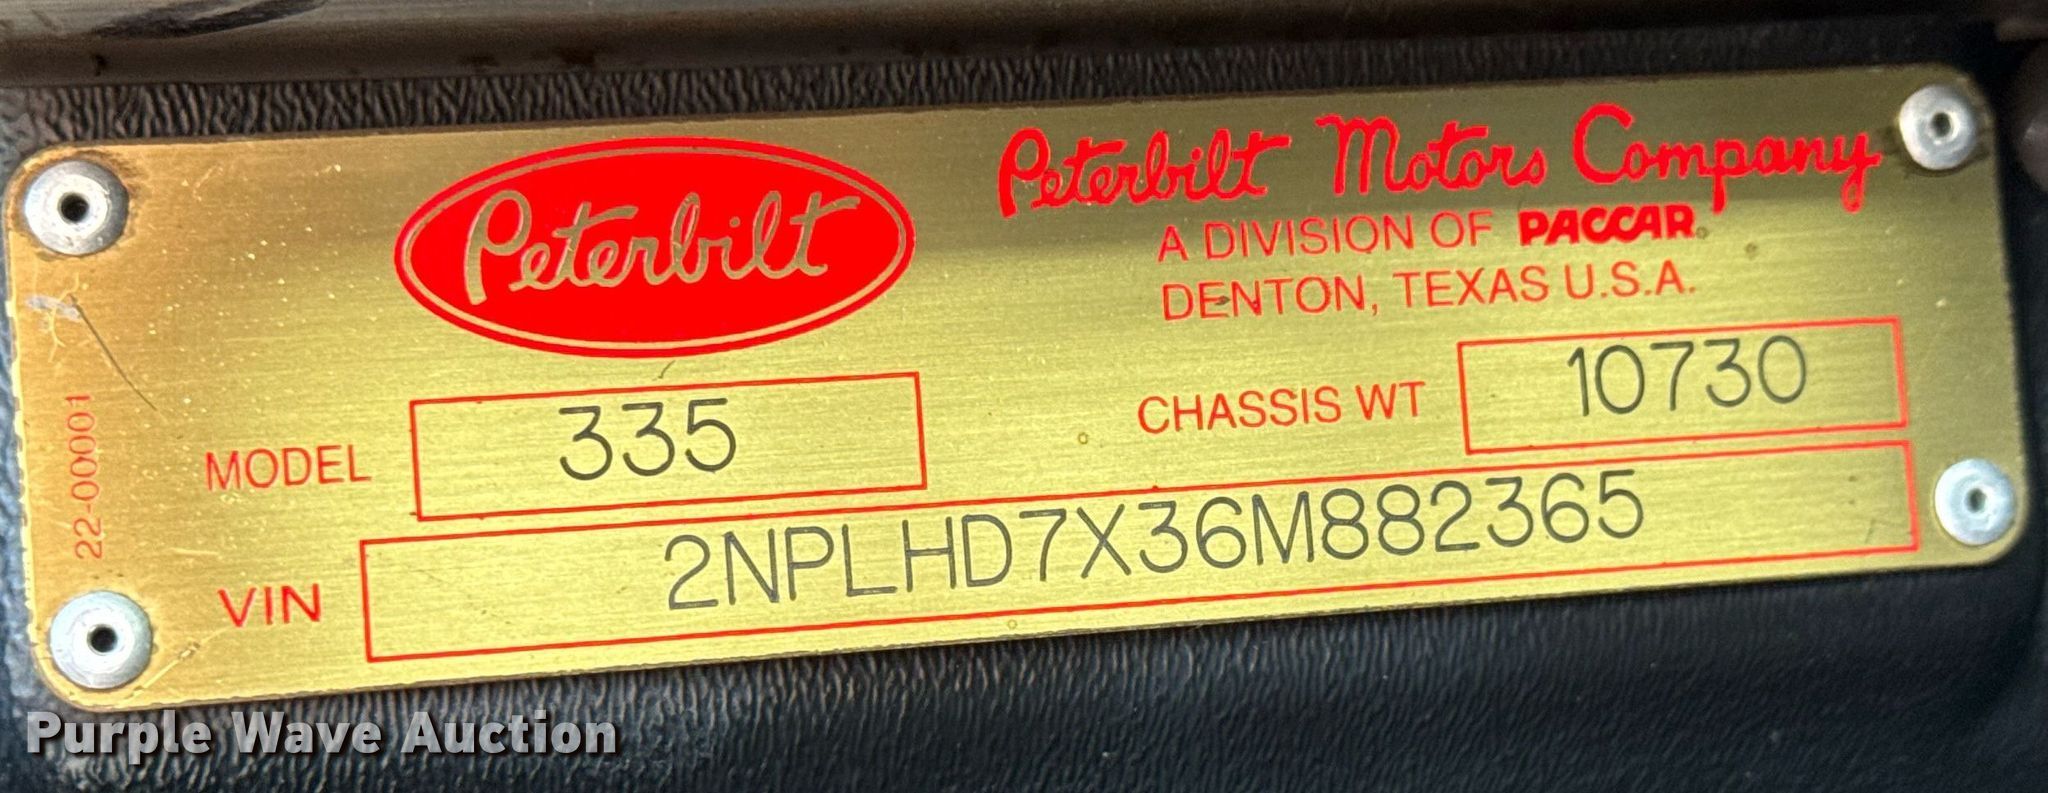 Peterbilt
Peterbilt Motors Company
A DIVISION OF PACCAR
DENTON, TEXAS U.S.A.
MODEL 335
CHASSIS WT 10730
VIN 2NPLHD7X36M882365
22-00001
Purple Wave Auction